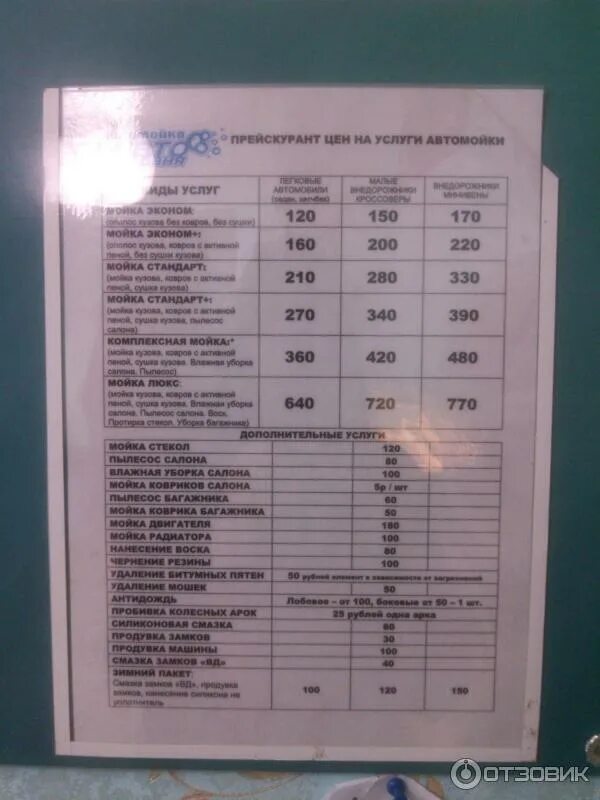 мойка
ПРЕЙСКУРАНТ ЦЕН НА УСЛУГИ АВТОМОЙКИ
ВИДЫ УСЛУГ
ЛЕГКОВЫЕ АВТОМОБИЛИ (седан, хетчбек)
МАЛЫЕ ВНЕДОРОЖНИКИ КРОССОВЕРЫ
ВНЕДОРОЖНИКИ МИНИВЕНЫ
МОЙКА ЭКОНОМ:
(ополос кузова без ковров, без сушки)
120 150 170
МОЙКА ЭКОНОМ+:
(ополос кузова, ковров с активной
пеной, без сушки кузова)
160 200 220
МОЙКА СТАНДАРТ:
(мойка кузова, ковров с активной
пеной, сушка кузова)
210 280 330
МОЙКА СТАНДАРТ+:
(мойка кузова, ковров с активной
пеной, сушка кузова, пылесос
салона)
270 340 390
КОМПЛЕКСНАЯ МОЙКА:*
(мойка кузова, ковров с активной
пеной, сушка кузова. Влажная уборка
салона. Пылесос)
360 420 480
МОЙКА ЛЮКС:
(мойка кузова, ковров с активной
пеной, сушка кузова. Влажная уборка
салона. Пылесос салона. Воск.
Протирка стекол. Уборка багажника)
640 720 770
ДОПОЛНИТЕЛЬНЫЕ УСЛУГИ
МОЙКА СТЕКОЛ 120
ПЫЛЕСОС САЛОНА 80
ВЛАЖНАЯ УБОРКА САЛОНА 100
МОЙКА КОВРИКОВ САЛОНА 5р / шт
ПЫЛЕСОС БАГАЖНИКА 60
МОЙКА КОВРИКА БАГАЖНИКА 50
МОЙКА ДВИГАТЕЛЯ 180
МОЙКА РАДИАТОРА 100
НАНЕСЕНИЕ ВОСКА 80
ЧЕРНЕНИЕ РЕЗИНЫ 100
УДАЛЕНИЕ БИТУМНЫХ ПЯТЕН 50 рублей элемент в зависимости от загрязнений
УДАЛЕНИЕ МОШЕК 50
АНТИДОЖДЬ Лобовое – от 100, боковые от 50 – 1 шт.
ПРОБИВКА КОЛЕСНЫХ АРОК 25 рублей одна арка
СИЛИКОНОВАЯ СМАЗКА 60
ПРОДУВКА ЗАМКОВ 30
ПРОДУВКА МАШИНЫ 100
СМАЗКА ЗАМКОВ «ВД» 40
ЗИМНИЙ ПАКЕТ:
Смазка замков «ВД», продувка
замков, нанесение силикона на
уплотнитель
100 120 150
ОТЗОВИК